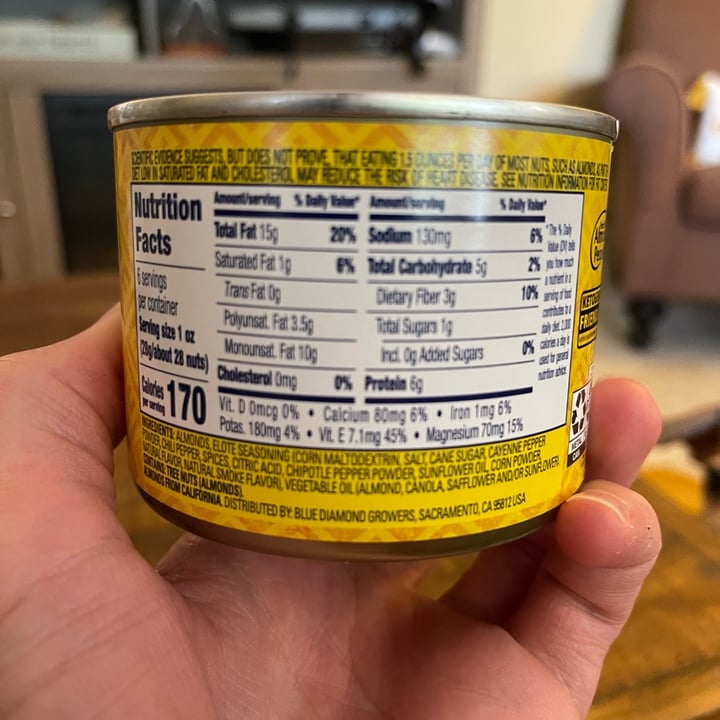 SCIENTIFIC EVIDENCE SUGGESTS, BUT DOES NOT PROVE, THAT EATING 1.5 OUNCES PER DAY OF MOST NUTS, SUCH AS ALMONDS, AS PART OF A
DIET LOW IN SATURATED FAT AND CHOLESTEROL MAY REDUCE THE RISK OF HEART DISEASE. SEE NUTRITION INFORMATION FOR FAT CONTENT
Nutrition
Facts
6 servings
per container
Serving size 1 oz
(28g/about 28 nuts)
Calories
per serving
170
Amount/serving % Daily Value*
Total Fat 15g 20%
Saturated Fat 1g 6%
Trans Fat 0g
Polyunsat. Fat 3.5g
Monounsat. Fat 10g
Cholesterol 0mg 0%
Amount/serving % Daily Value*
Sodium 130mg 6%
Total Carbohydrate 5g 2%
Dietary Fiber 3g 10%
Total Sugars 1g
Incl. 0g Added Sugars 0%
Protein 6g
Vit. D 0mcg 0% • Calcium 80mg 6% • Iron 1mg 6%
Potas. 180mg 4% • Vit. E 7.1mg 45% • Magnesium 70mg 15%
*The % Daily
Value (DV) tells
you how much
a nutrient in a
serving of food
contributes to a
daily diet. 2,000
calories a day is
used for general
nutrition advice.
INGREDIENTS: ALMONDS, ELOTE SEASONING (CORN MALTODEXTRIN, SALT, CANE SUGAR, CAYENNE PEPPER
POWDER, CHILI PEPPER, SPICES, CITRIC ACID, CHIPOTLE PEPPER POWDER, SUNFLOWER OIL, CORN POWDER,
NATURAL FLAVOR, NATURAL SMOKE FLAVOR), VEGETABLE OIL (ALMOND, CANOLA, SAFFLOWER AND/OR SUNFLOWER)
CONTAINS: TREE NUTS (ALMONDS).
ALMONDS FROM CALIFORNIA. DISTRIBUTED BY: BLUE DIAMOND GROWERS, SACRAMENTO, CA 95812 USA